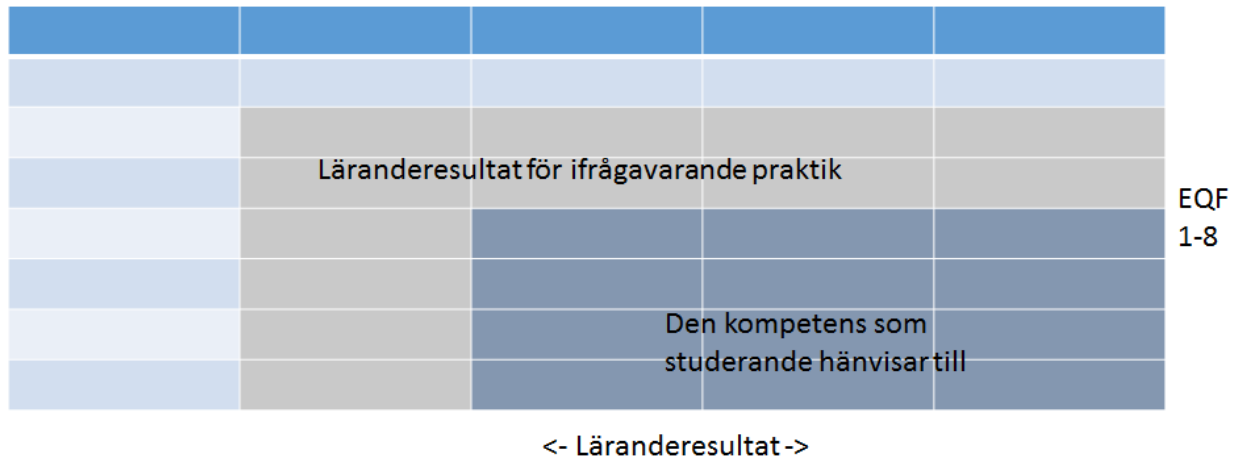 Läranderesultat för ifrågavarande praktik
EQF
1-8
Den kompetens som
studerande hänvisar till
<- Läranderesultat ->